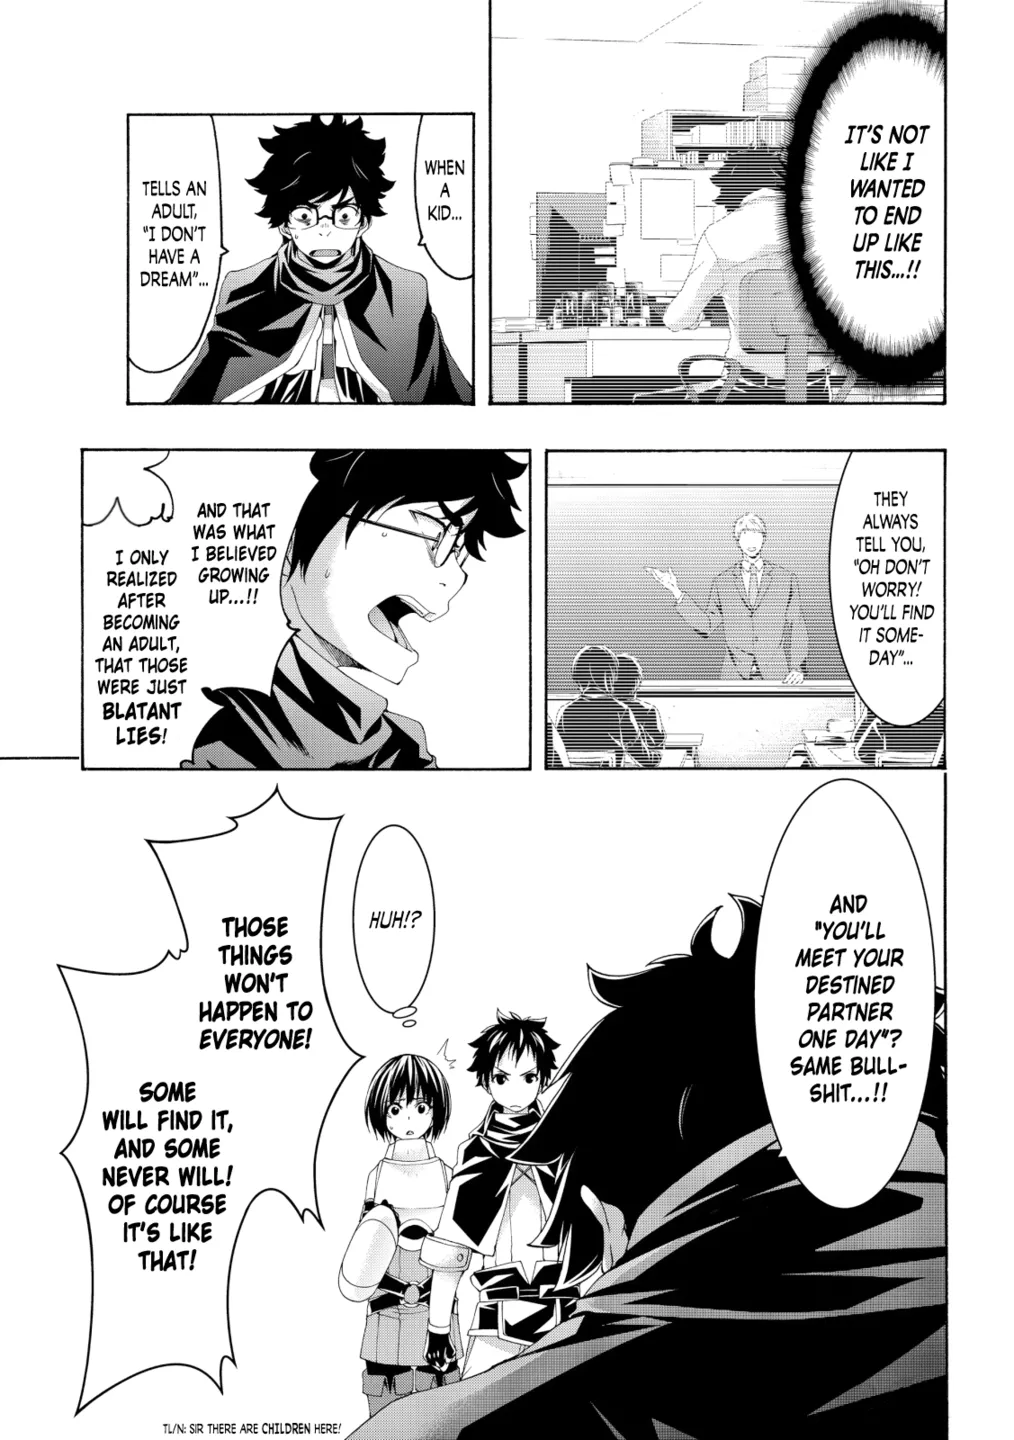 IT'S NOT
LIKE I
WANTED
TO END
UP LIKE
THIS...!!
WHEN
A
KID...
TELLS AN
ADULT,
"I DON'T
HAVE A
DREAM"...
THEY
ALWAYS
TELL YOU,
"OH DON'T
WORRY!
YOU'LL FIND
IT SOME-
DAY"...
AND THAT
WAS WHAT
I BELIEVED
GROWING
UP...!!
I ONLY
REALIZED
AFTER
BECOMING
AN ADULT,
THAT THOSE
WERE JUST
BLATANT
LIES!
AND
"YOU'LL
MEET YOUR
DESTINED
PARTNER
ONE DAY"?
SAME BULL-
SHIT...!!
HUH!?
THOSE
THINGS
WON'T
HAPPEN TO
EVERYONE!
SOME
WILL FIND IT,
AND SOME
NEVER WILL!
OF COURSE
IT'S LIKE
THAT!
TL/N: SIR THERE ARE CHILDREN HERE!